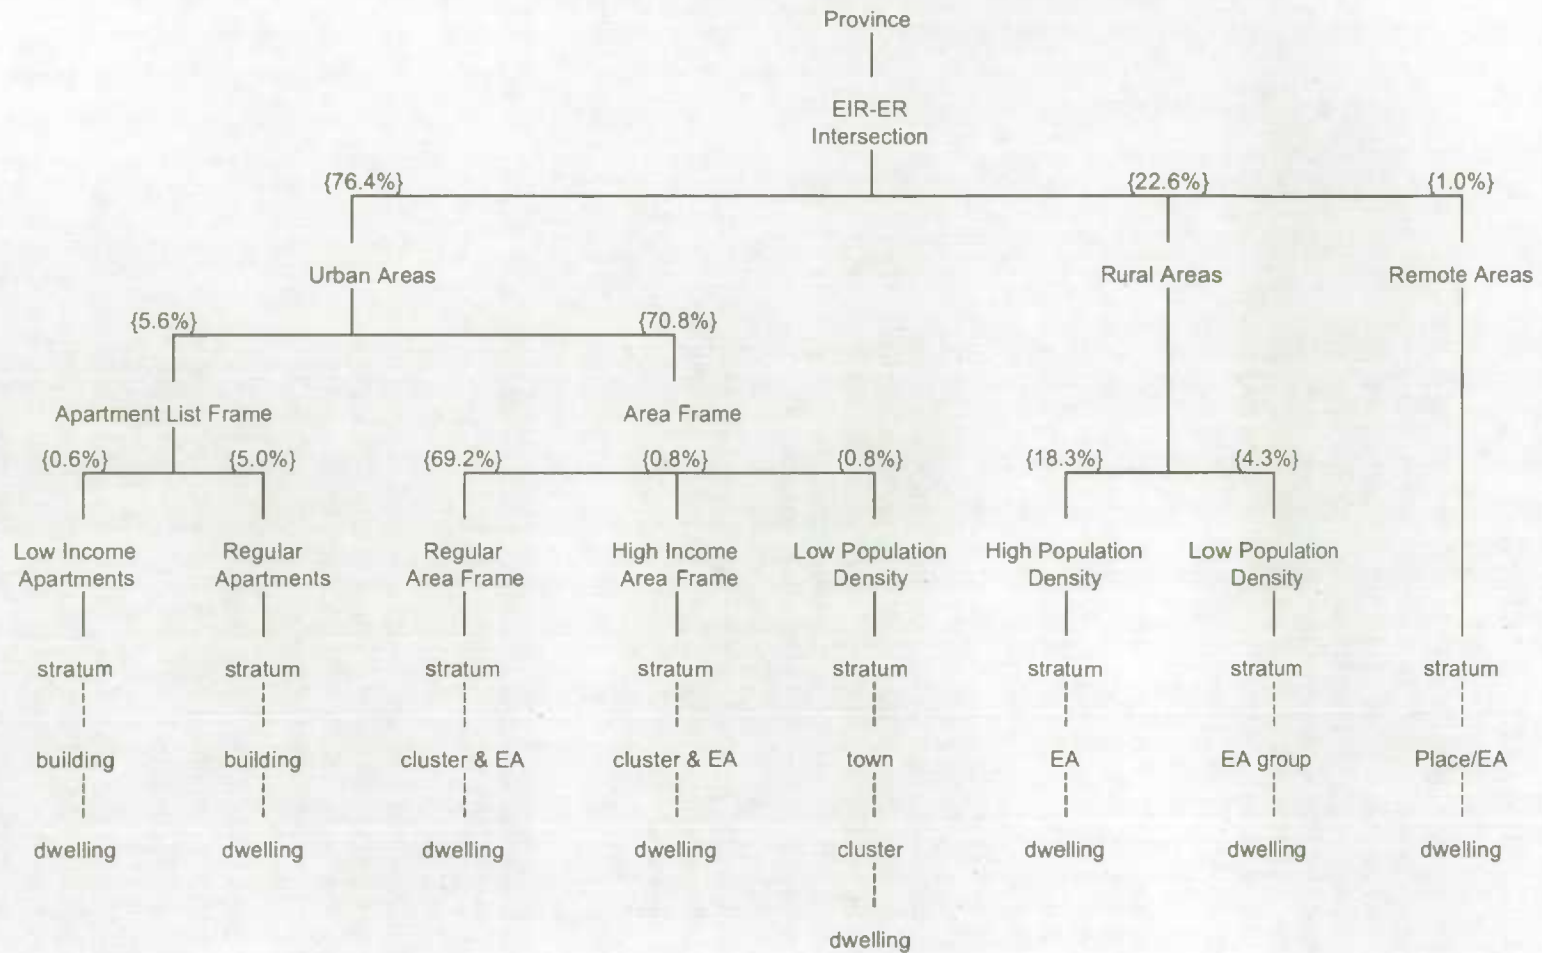 Province
EIR-ER
Intersection
{76.4%} {22.6%} {1.0%}
Urban Areas Rural Areas Remote Areas
{5.6%} {70.8%}
Apartment List Frame Area Frame
{0.6%} {5.0%} {69.2%} {0.8%} {0.8%} {18.3%} {4.3%}
Low Income Regular Regular High Income Low Population High Population Low Population
Apartments Apartments Area Frame Area Frame Density Density Density
stratum stratum stratum stratum stratum stratum stratum stratum
building building cluster & EA cluster & EA town EA EA group Place/EA
dwelling dwelling dwelling dwelling cluster dwelling dwelling dwelling
dwelling